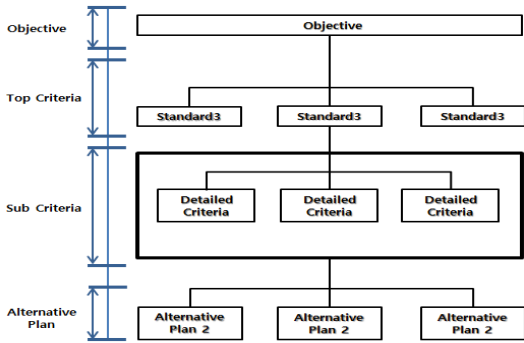 Objective
Objective
Top Criteria
Standard3
Standard3
Standard3
Sub Criteria
Detailed
Criteria
Detailed
Criteria
Detailed
Criteria
Alternative
Plan
Alternative
Plan 2
Alternative
Plan 2
Alternative
Plan 2